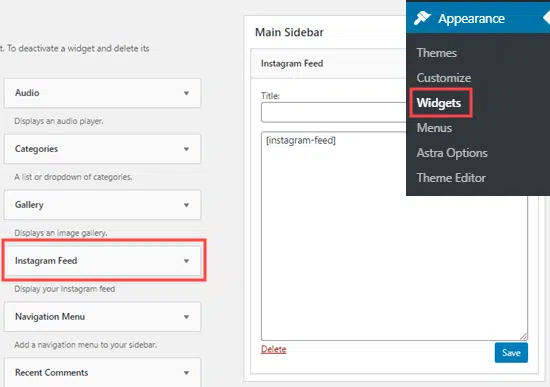 t. To deactivate a widget and delete its
Audio
Displays an audio player.
Categories
A list or dropdown of categories.
Gallery
Displays an image gallery.
Instagram Feed
Display your Instagram feed
Navigation Menu
Add a navigation menu to your sidebar.
Recent Comments
Main Sidebar
Instagram Feed
Title:
[instagram-feed]
Delete
Save
Appearance
Themes
Customize
Widgets
Menus
Astra Options
Theme Editor